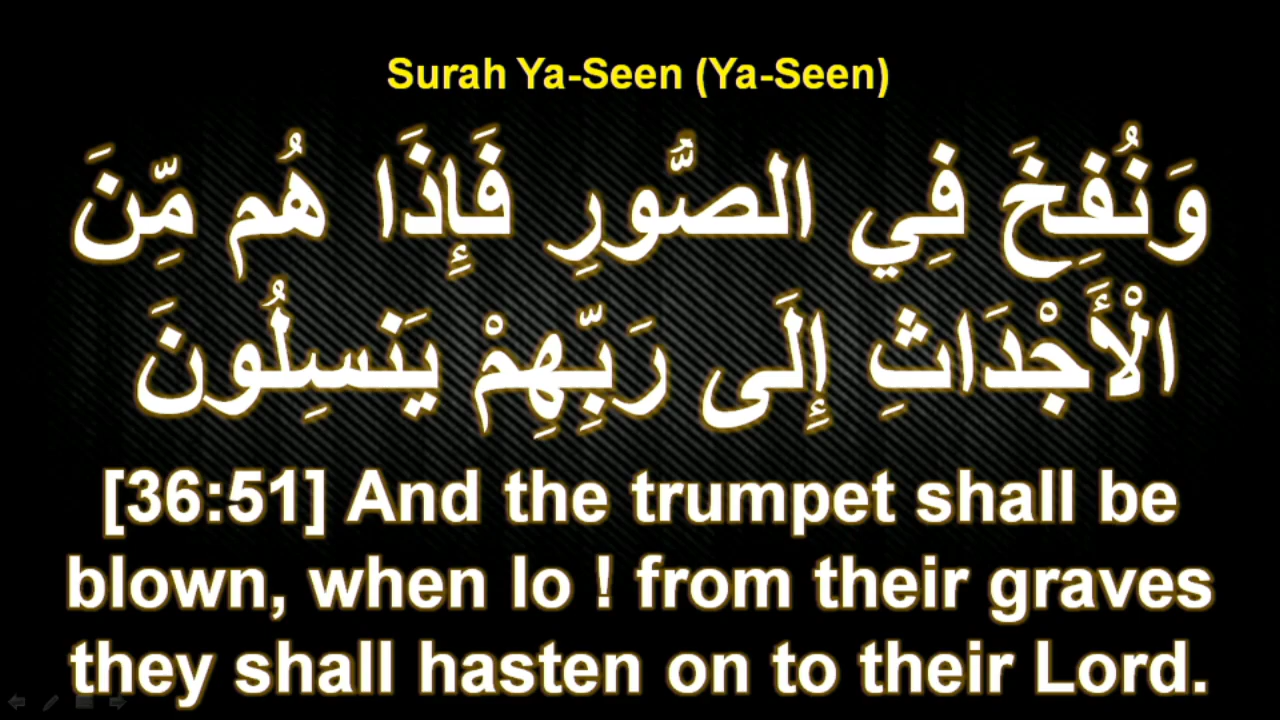 Surah Ya-Seen (Ya-Seen)
وَنُفِخَ فِي الصُّورِ فَإِذَا هُم مِّنَ
الْأَجْدَاثِ إِلَى رَبِّهِمْ يَنسِلُونَ
[36:51] And the trumpet shall be
blown, when lo ! from their graves
they shall hasten on to their Lord.